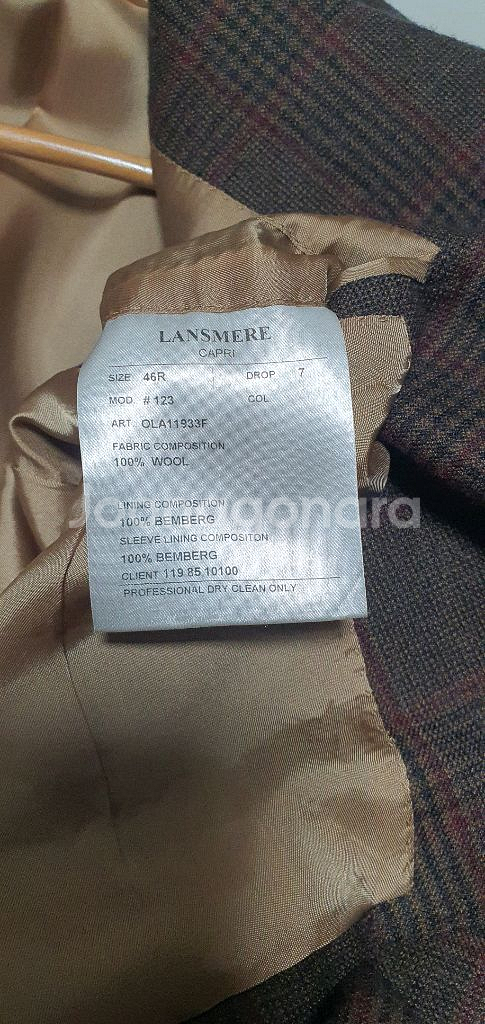 LANSMERE
CAPRI
SIZE 46R DROP 7
MOD. # 123 COL
ART. OLA11933F
FABRIC COMPOSITION
100% WOOL
LINING COMPOSITION
100% BEMBERG
SLEEVE LINING COMPOSITON
100% BEMBERG
CLIENT 119.85.10100
PROFESSIONAL DRY CLEAN ONLY